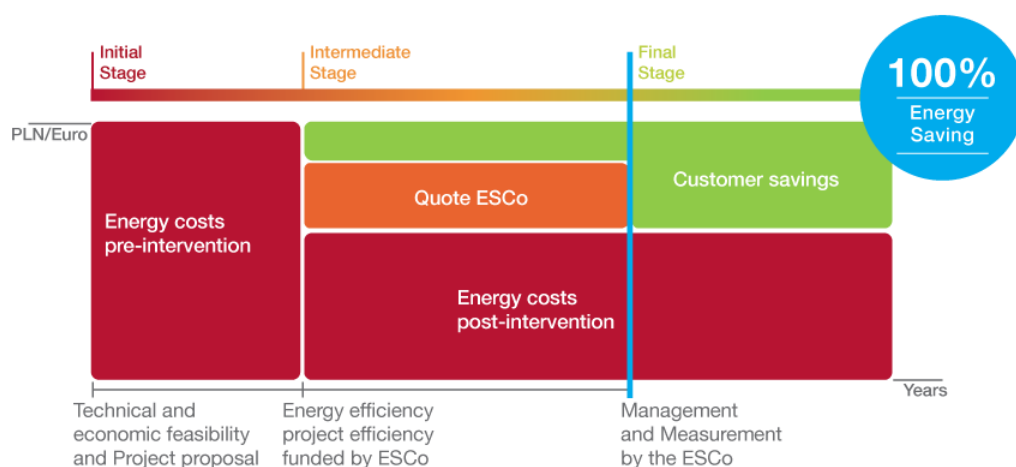 Initial
Stage
Intermediate
Stage
Final
Stage
100%
Energy
Saving
PLN/Euro
Energy costs
pre-intervention
Quote ESCo
Customer savings
Energy costs
post-intervention
Years
Technical and
economic feasibility
and Project proposal
Energy efficiency
project efficiency
funded by ESCo
Management
and Measurement
by the ESCo